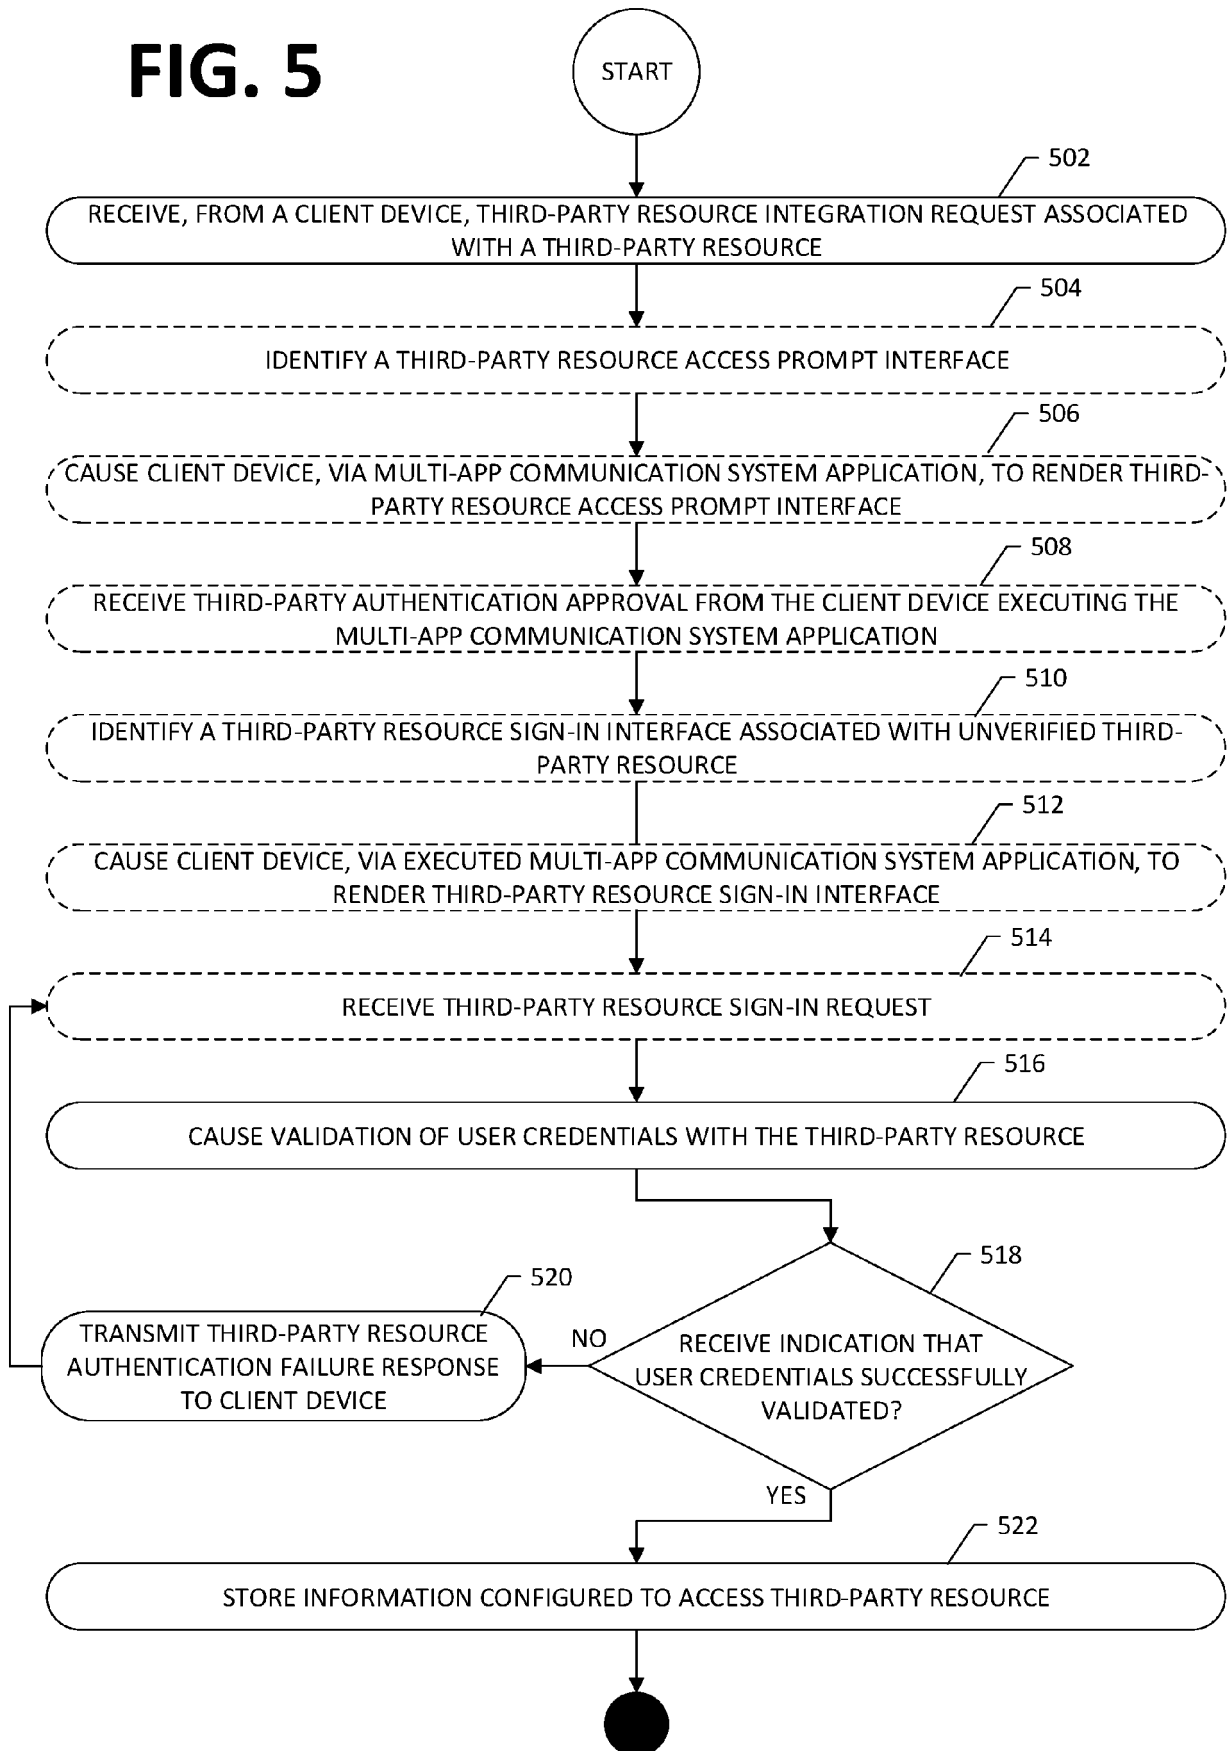 FIG. 5
START
502
RECEIVE, FROM A CLIENT DEVICE, THIRD-PARTY RESOURCE INTEGRATION REQUEST ASSOCIATED
WITH A THIRD-PARTY RESOURCE
504
IDENTIFY A THIRD-PARTY RESOURCE ACCESS PROMPT INTERFACE
506
CAUSE CLIENT DEVICE, VIA MULTI-APP COMMUNICATION SYSTEM APPLICATION, TO RENDER THIRD-
PARTY RESOURCE ACCESS PROMPT INTERFACE
508
RECEIVE THIRD-PARTY AUTHENTICATION APPROVAL FROM THE CLIENT DEVICE EXECUTING THE
MULTI-APP COMMUNICATION SYSTEM APPLICATION
510
IDENTIFY A THIRD-PARTY RESOURCE SIGN-IN INTERFACE ASSOCIATED WITH UNVERIFIED THIRD-
PARTY RESOURCE
512
CAUSE CLIENT DEVICE, VIA EXECUTED MULTI-APP COMMUNICATION SYSTEM APPLICATION, TO
RENDER THIRD-PARTY RESOURCE SIGN-IN INTERFACE
514
RECEIVE THIRD-PARTY RESOURCE SIGN-IN REQUEST
516
CAUSE VALIDATION OF USER CREDENTIALS WITH THE THIRD-PARTY RESOURCE
518
RECEIVE INDICATION THAT
USER CREDENTIALS SUCCESSFULLY
VALIDATED?
NO
520
TRANSMIT THIRD-PARTY RESOURCE
AUTHENTICATION FAILURE RESPONSE
TO CLIENT DEVICE
YES
522
STORE INFORMATION CONFIGURED TO ACCESS THIRD-PARTY RESOURCE